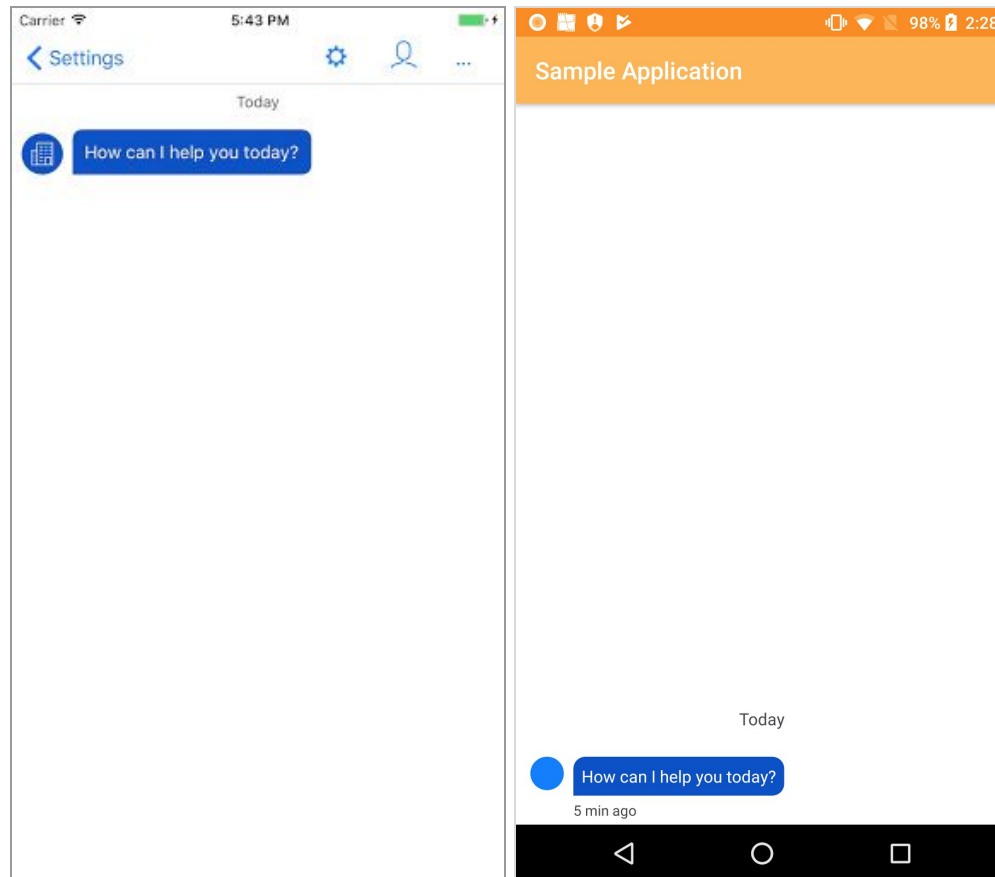 Carrier 5:43 PM
Settings ...
Today
How can I help you today?
98% 2:28
Sample Application
Today
How can I help you today?
5 min ago